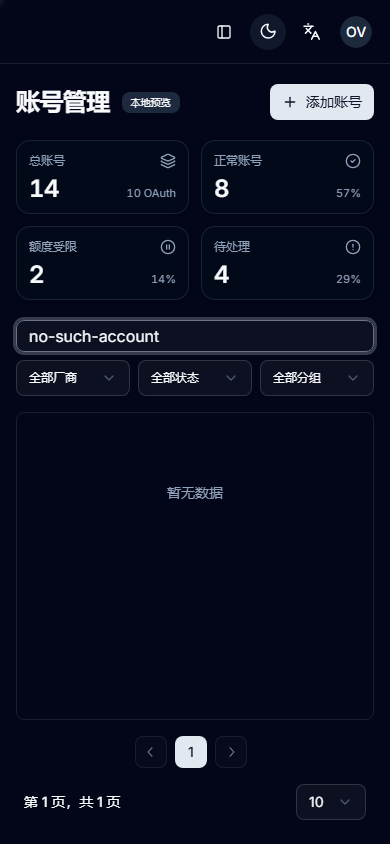 OV
账号管理 本地预览 添加账号
总账号 正常账号
14 10 OAuth 8 57%
额度受限 待处理
2 14% 4 29%
no-such-account
全部厂商 全部状态 全部分组
暂无数据
1
第 1 页，共 1 页 10